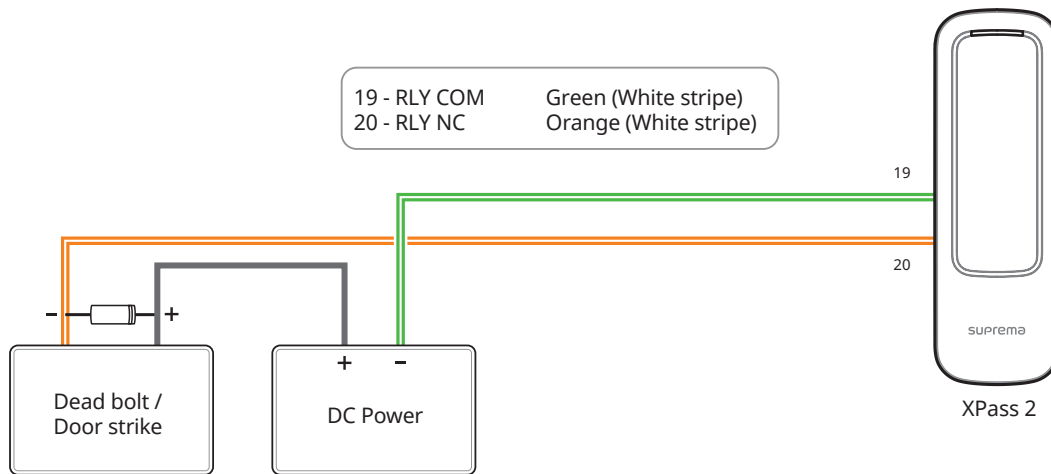 19 - RLY COM Green (White stripe)
20 - RLY NC Orange (White stripe)
19
20
- +
+ -
Dead bolt /
Door strike
DC Power
suprema
XPass 2